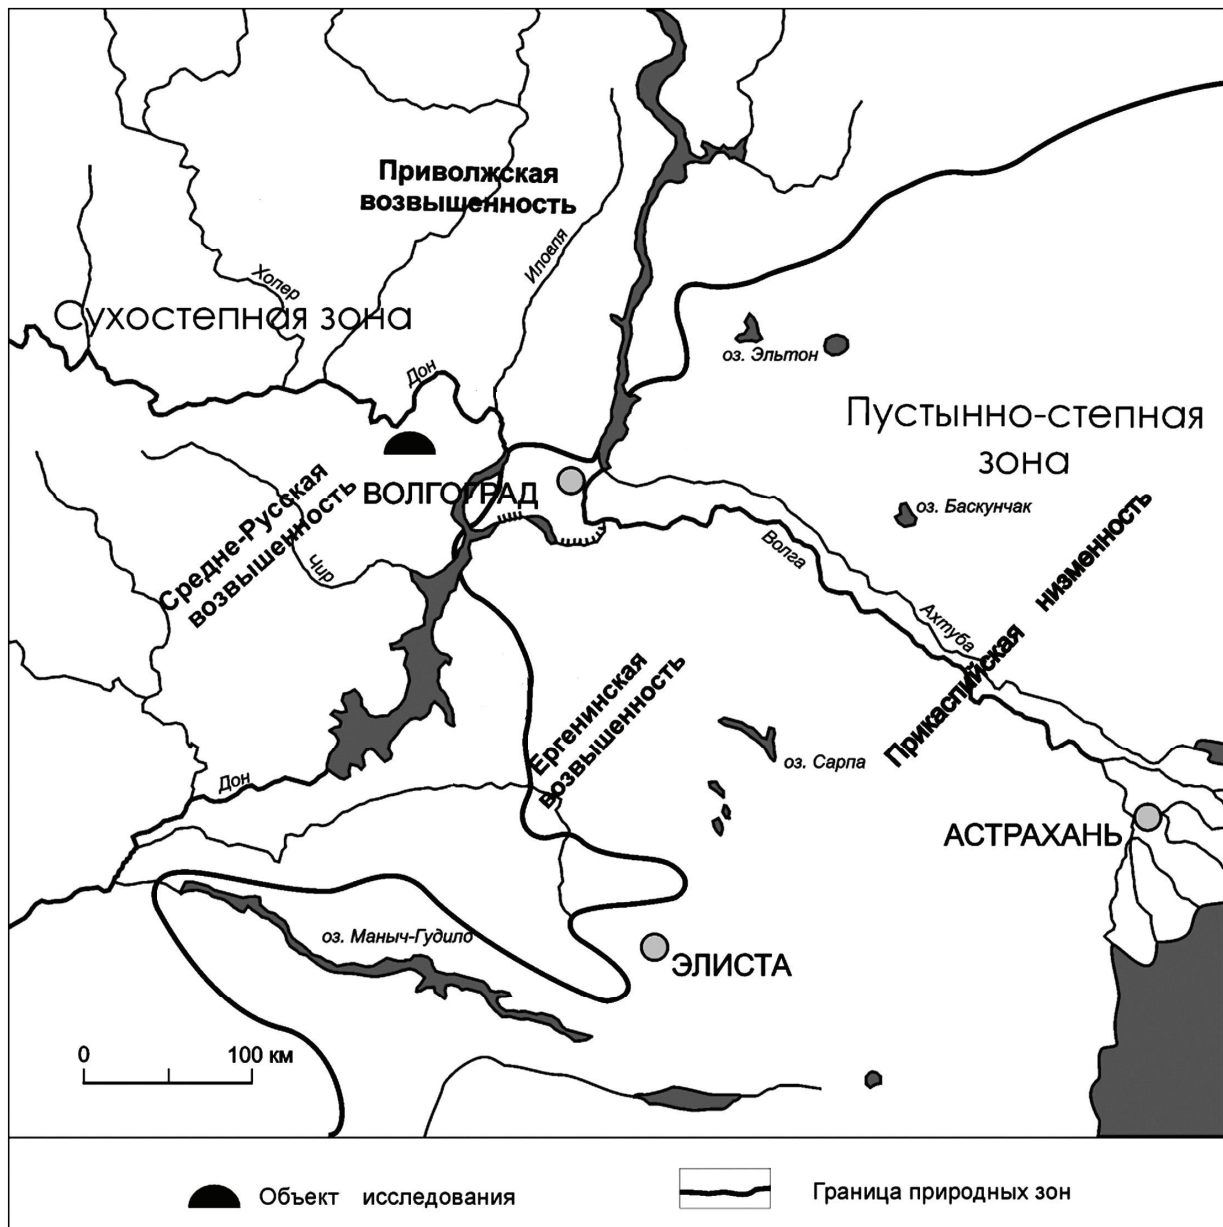 Приволжская
возвышенность
Иловля
Хопер
Сухостепная зона
оз. Эльтон
Дон
Пустынно-степная
зона
ВОЛГОГРАД
оз. Баскунчак
Средне-Русская
возвышенность
Чир
Волга
Ахтуба
Прикаспийская низменность
Ергенинская
возвышенность
оз. Сарпа
Дон
АСТРАХАНЬ
оз. Маныч-Гудило
ЭЛИСТА
0 100 км
Объект исследования
Граница природных зон